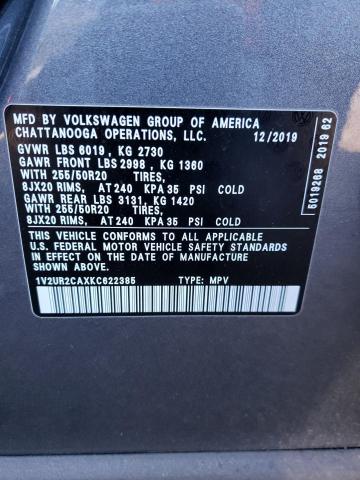 MFD BY VOLKSWAGEN GROUP OF AMERICA
CHATTANOOGA OPERATIONS, LLC. 12/2019
GVWR LBS 6019, KG 2730
GAWR FRONT LBS 2998, KG 1360
WITH 255/50R20 TIRES,
8JX20 RIMS, AT 240 KPA 35 PSI COLD
GAWR REAR LBS 3131, KG 1420
WITH 255/50R20 TIRES,
8JX20 RIMS, AT 240 KPA 35 PSI COLD
THIS VEHICLE CONFORMS TO ALL APPLICABLE
U.S. FEDERAL MOTOR VEHICLE SAFETY STANDARDS
IN EFFECT ON THE DATE OF MANUFACTURE
SHOWN ABOVE
1V2UR2CAXKC622385 TYPE: MPV
5019268 2019 62